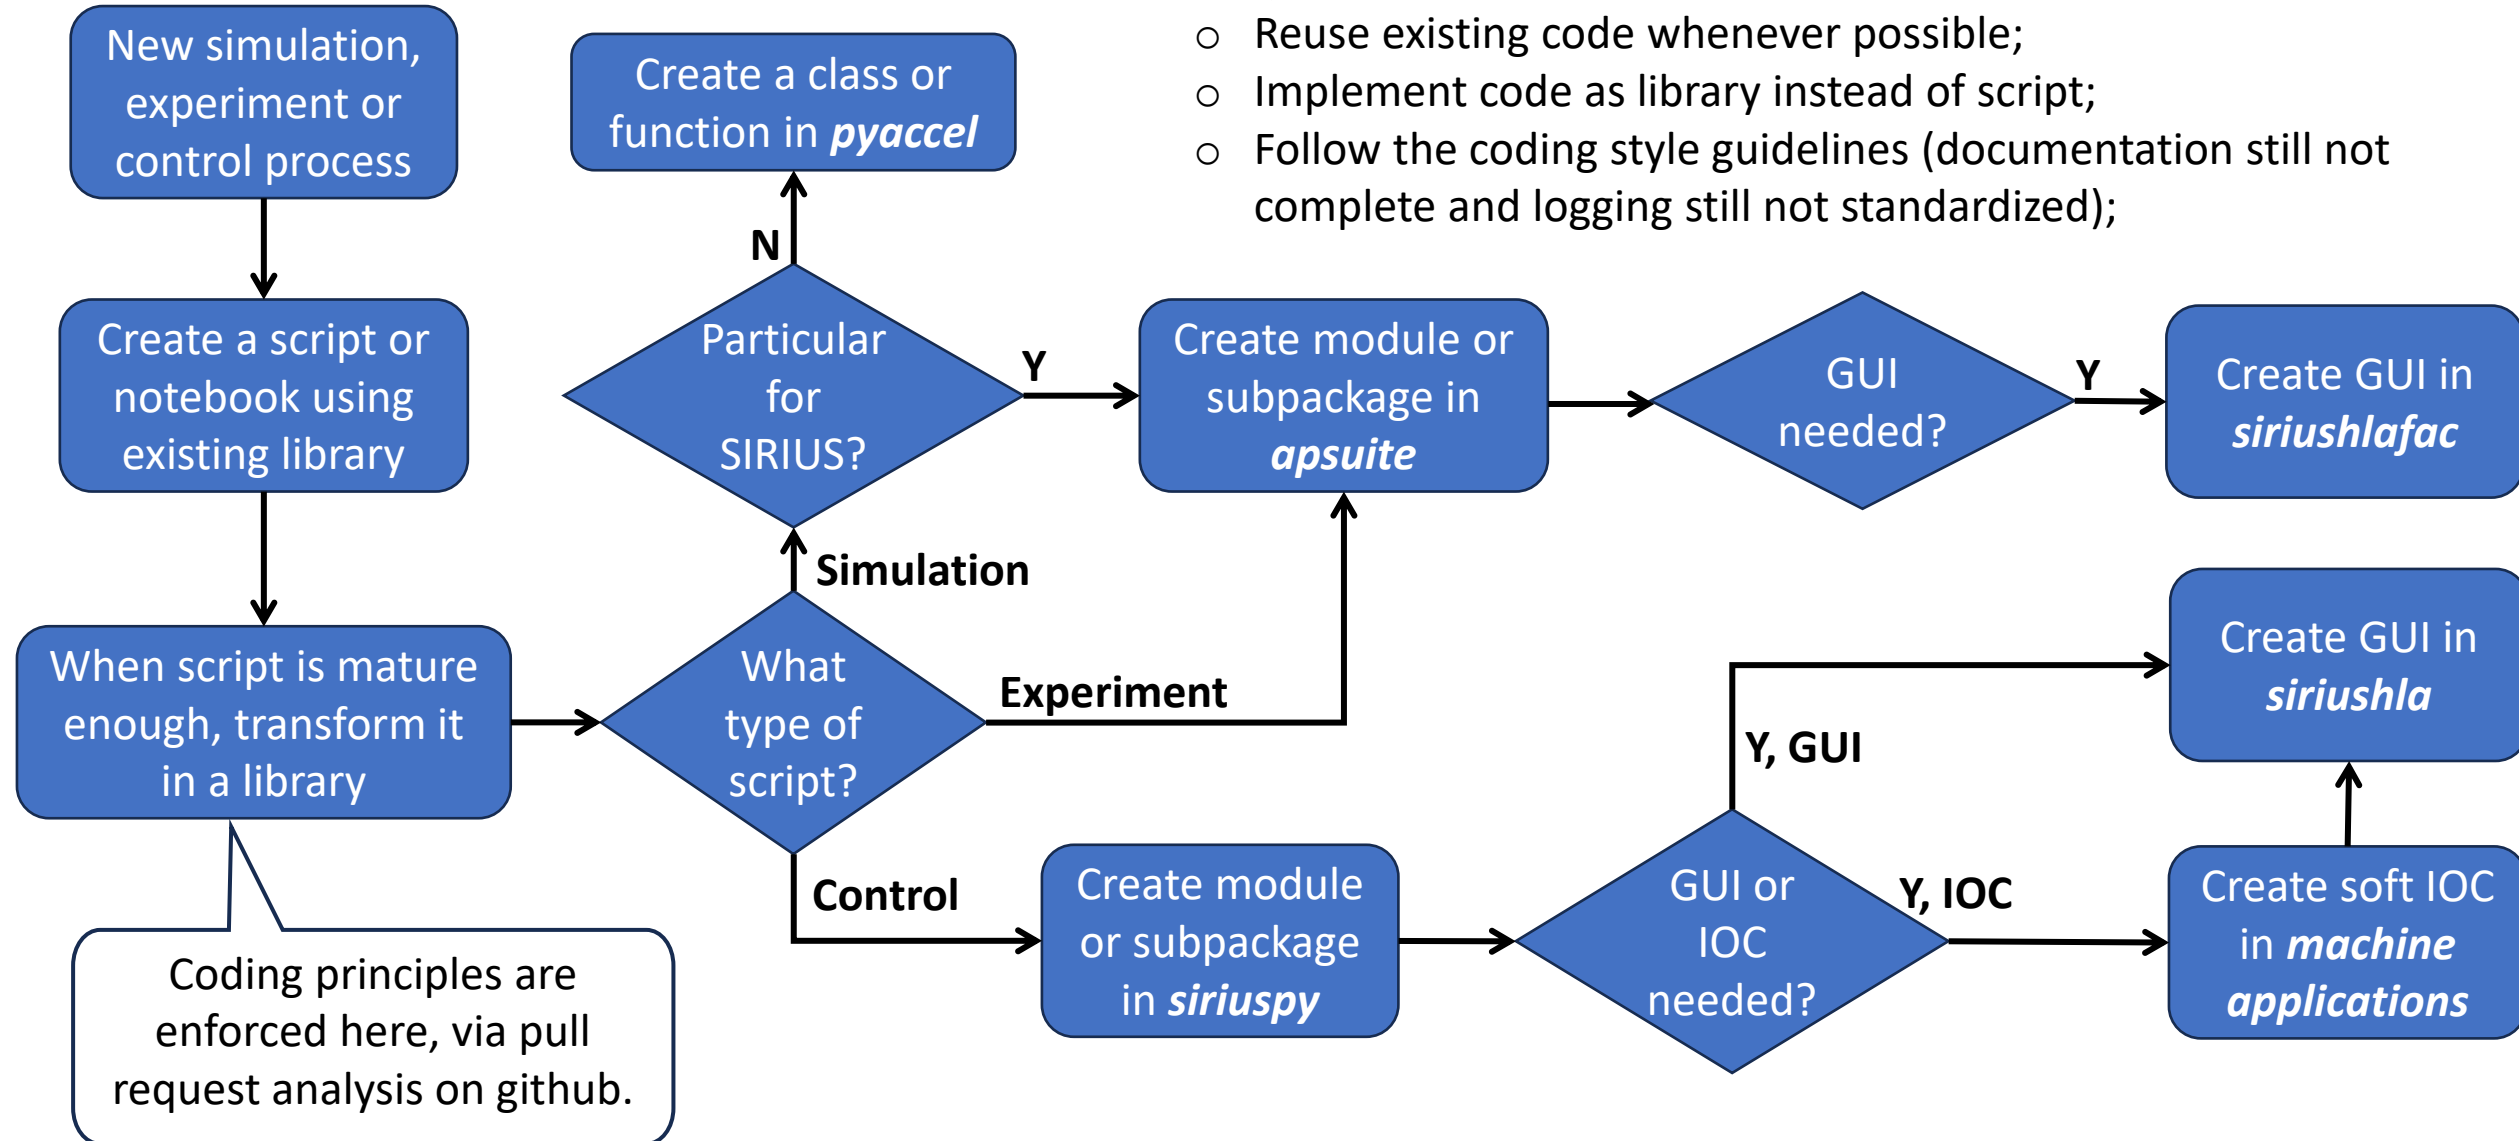 New simulation,
experiment or
control process
Create a script or
notebook using
existing library
When script is mature
enough, transform it
in a library
Coding principles are
enforced here, via pull
request analysis on github.
Create a class or
function in pyaccel
N
Particular
for
SIRIUS?
Y
Simulation
What
type of
script?
Experiment
Control
○ Reuse existing code whenever possible;
○ Implement code as library instead of script;
○ Follow the coding style guidelines (documentation still not
complete and logging still not standardized);
Create module or
subpackage in
apsuite
GUI
needed?
Y
Create GUI in
siriushlafac
Create module
or subpackage
in siriuspy
GUI or
IOC
needed?
Y, GUI
Y, IOC
Create GUI in
siriushla
Create soft IOC
in machine
applications